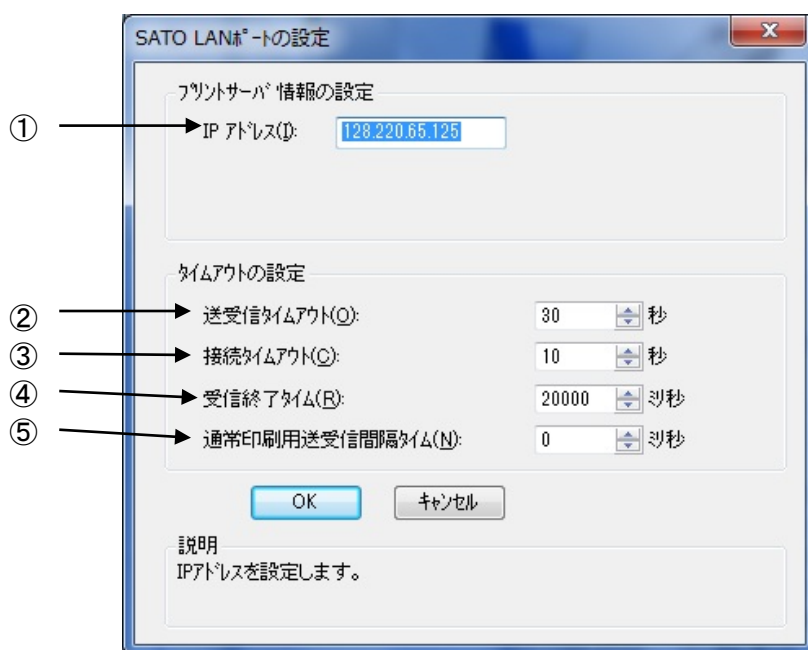 SATO LANﾎﾟｰﾄの設定
ﾌﾟﾘﾝﾄｻｰﾊﾞ情報の設定
① IP ｱﾄﾞﾚｽ(I): 128.220.65.125
ﾀｲﾑｱｳﾄの設定
② 送受信ﾀｲﾑｱｳﾄ(O): 30 秒
③ 接続ﾀｲﾑｱｳﾄ(C): 10 秒
④ 受信終了ﾀｲﾑ(R): 20000 ﾐﾘ秒
⑤ 通常印刷用送受信間隔ﾀｲﾑ(N): 0 ﾐﾘ秒
OK ｷｬﾝｾﾙ
説明
IPｱﾄﾞﾚｽを設定します。